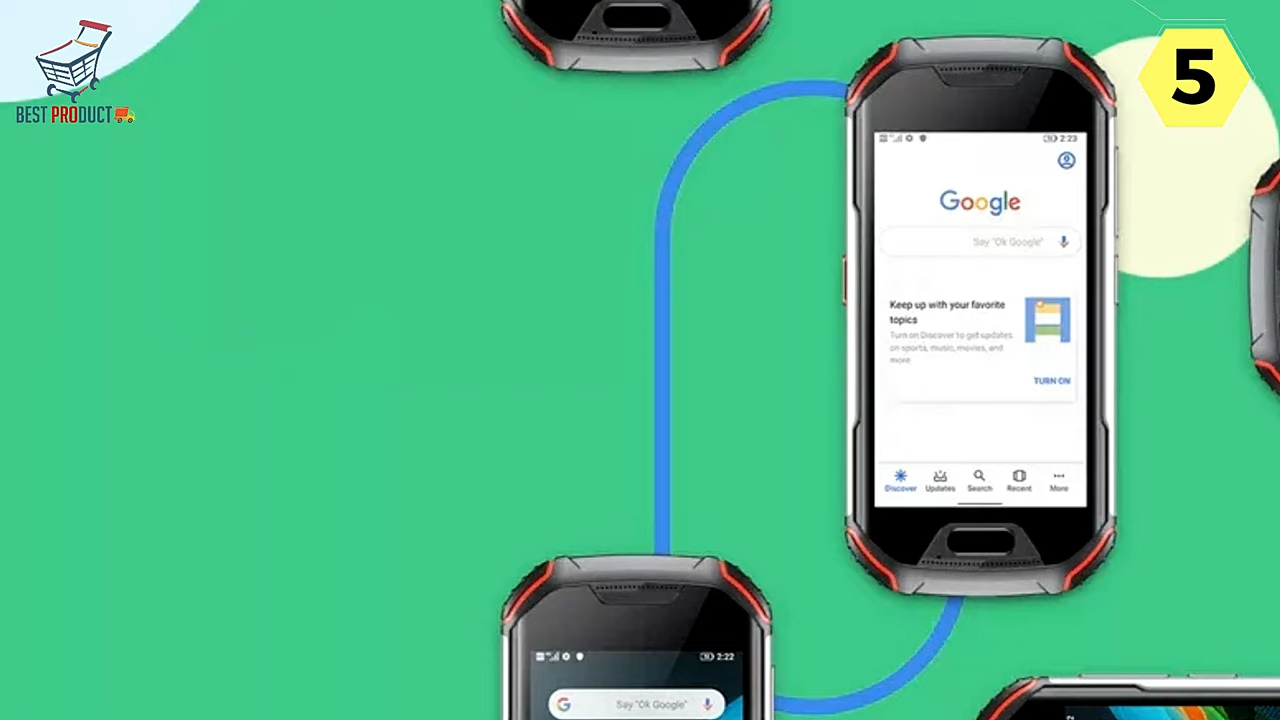 BEST PRODUCT
5
2:23
Google
Say "Ok Google"
Keep up with your favorite
topics
Turn on Discover to get updates
on sports, music, movies, and
more
TURN ON
Discover Updates Search Recent More
2:22
G Say "Ok Google"